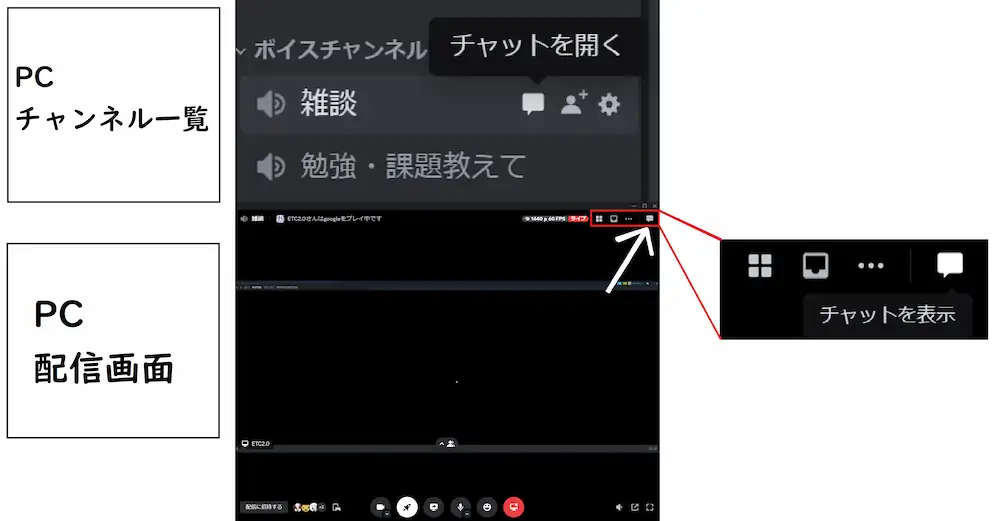 PC
チャンネル一覧
ボイスチャンネル
チャットを開く
雑談
勉強・課題教えて
PC
配信画面
雑談
ETC2.0さんはgoogleをプレイ中です
1440 p 60 FPS
ライブ
チャットを表示
ETC2.0
配信に招待する